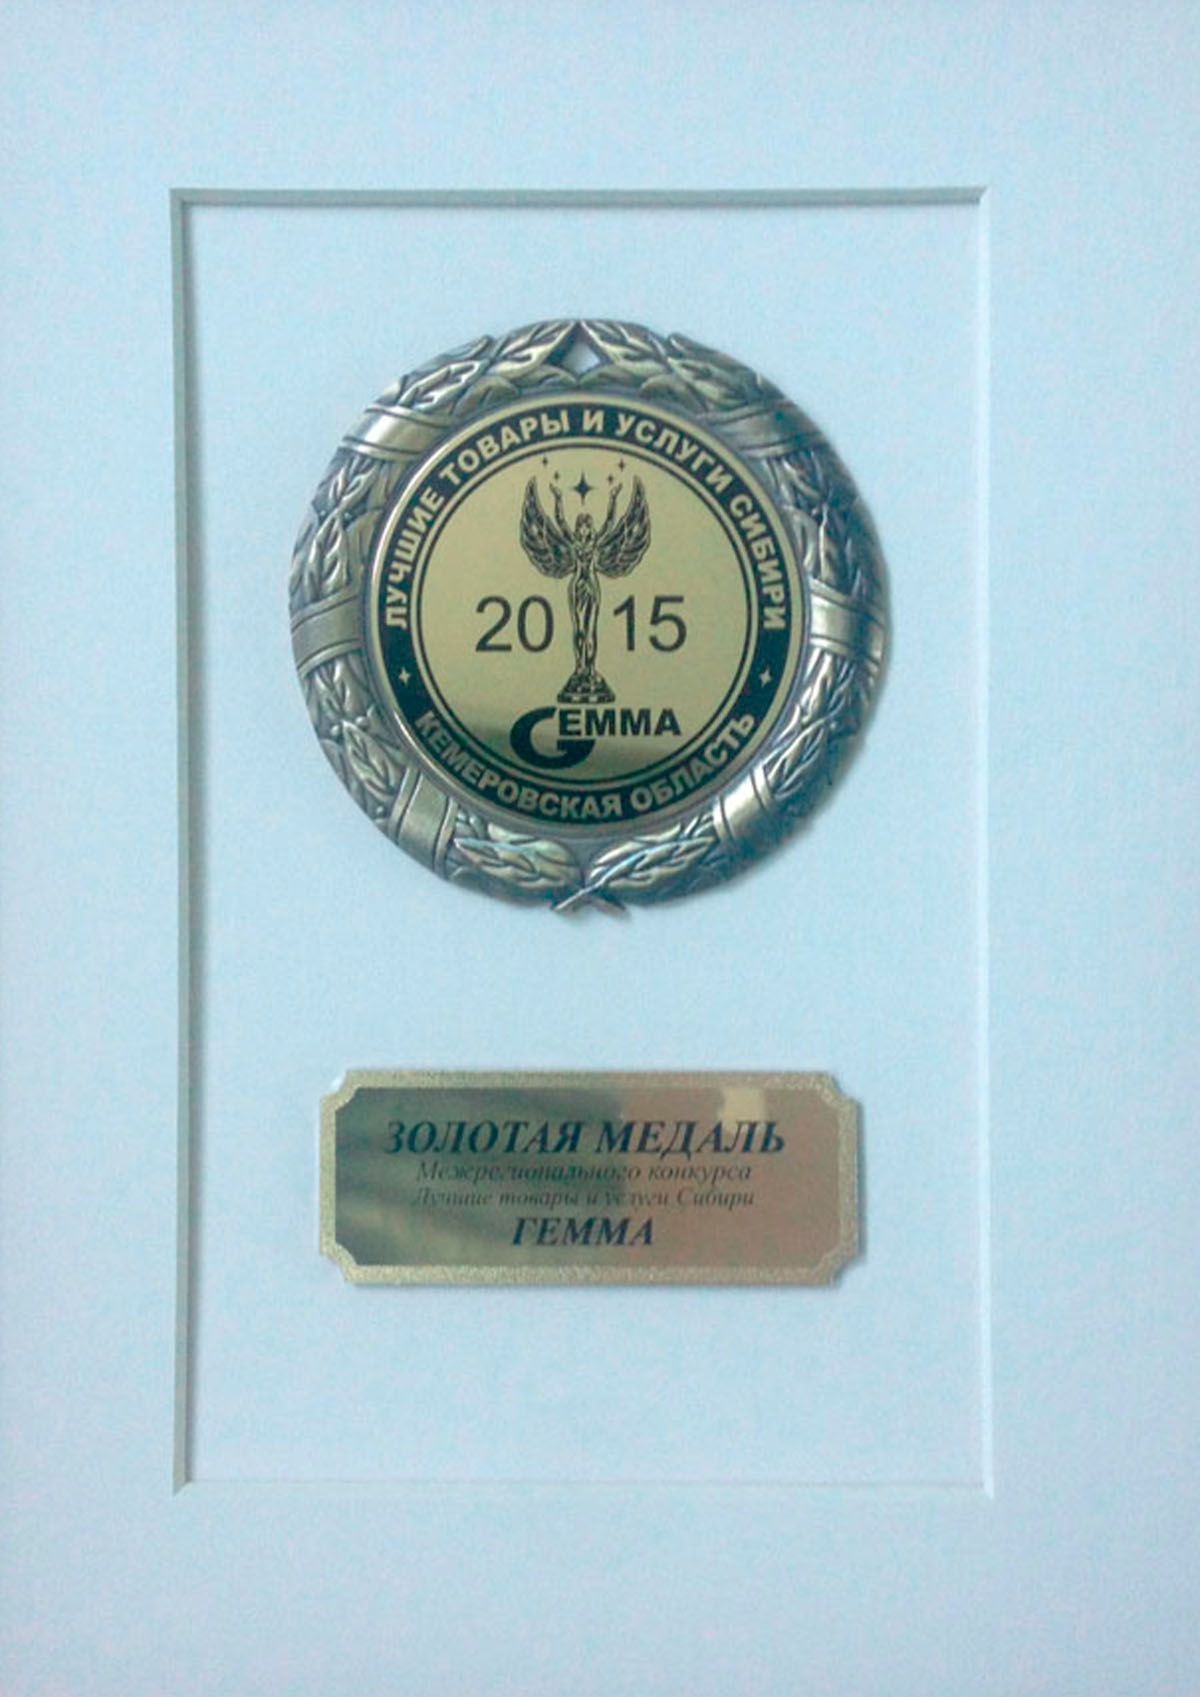 ЛУЧШИЕ ТОВАРЫ И УСЛУГИ СИБИРИ
2015
GЕММА
КЕМЕРОВСКАЯ ОБЛАСТЬ
ЗОЛОТАЯ МЕДАЛЬ
Межрегионального конкурса
Лучшие товары и услуги Сибири
ГЕММА